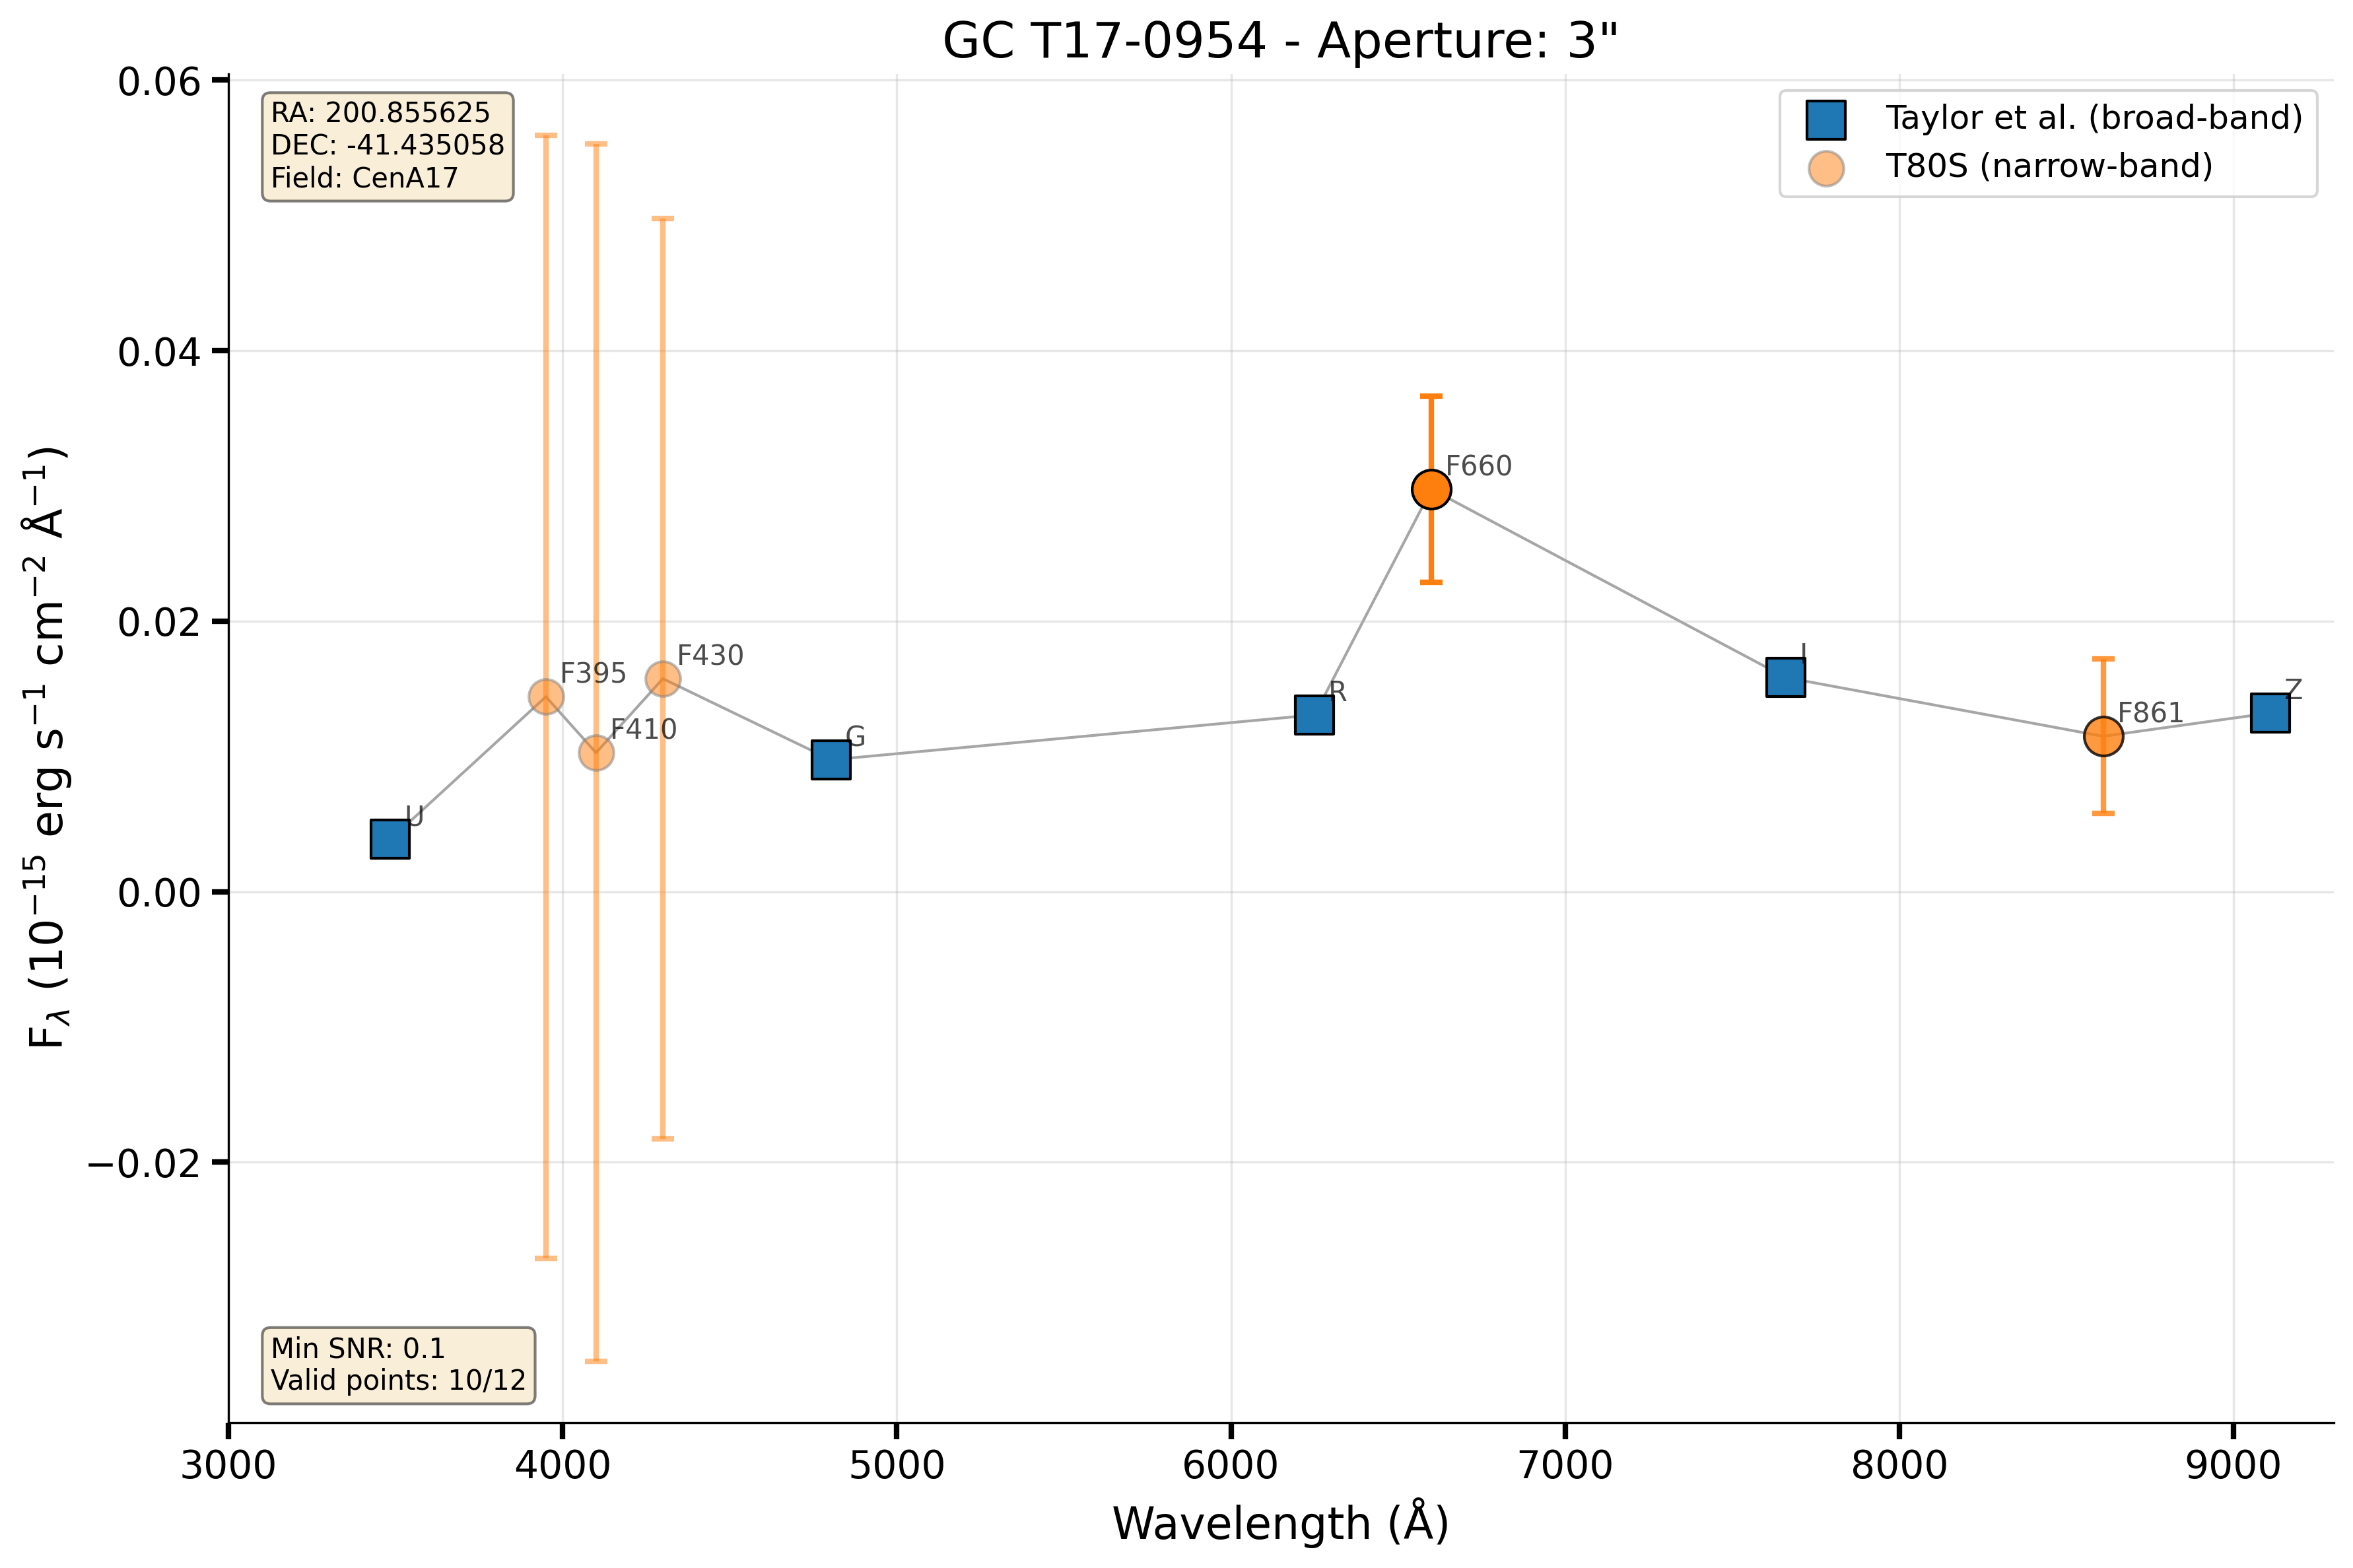 GC T17-0954 - Aperture: 3"
RA: 200.855625
DEC: -41.435058
Field: CenA17
Taylor et al. (broad-band)
T80S (narrow-band)
0.06
0.04
0.02
0.00
−0.02
F$_λ$ (10$^{−15}$ erg s$^{−1}$ cm$^{−2}$ Å$^{−1}$)
U
F395
F410
F430
G
R
F660
I
F861
Z
Min SNR: 0.1
Valid points: 10/12
3000 4000 5000 6000 7000 8000 9000
Wavelength (Å)